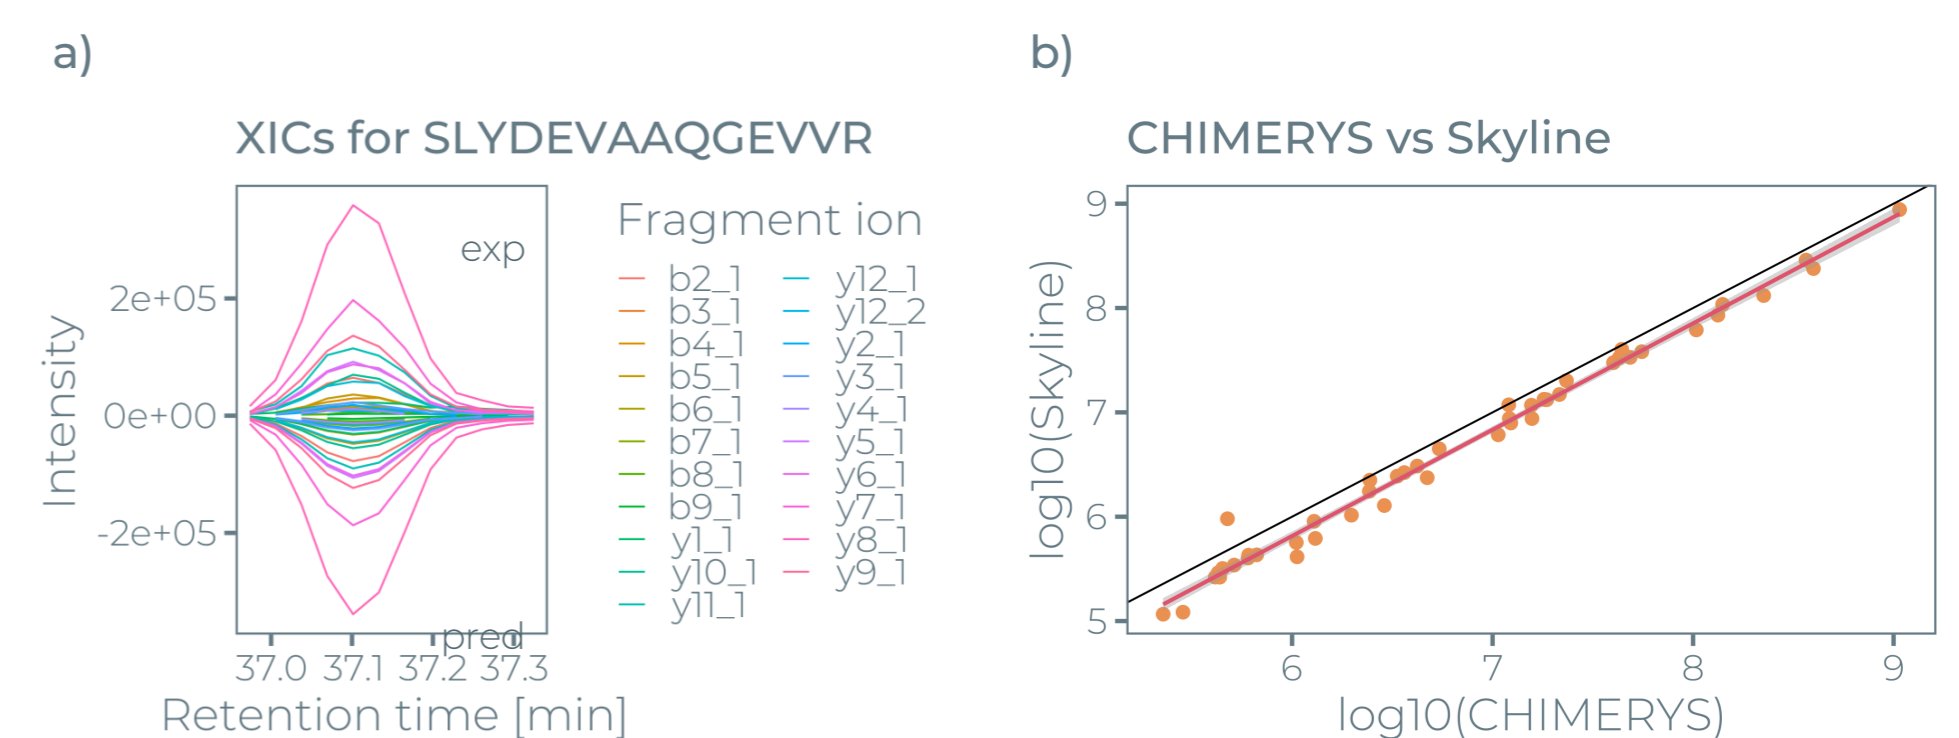 a)
XICs for SLYDEVAAQGEVVR
Intensity
2e+05
0e+00
-2e+05
exp
pred
37.0 37.1 37.2 37.3
Retention time [min]
Fragment ion
b2_1 y12_1
b3_1 y12_2
b4_1 y2_1
b5_1 y3_1
b6_1 y4_1
b7_1 y5_1
b8_1 y6_1
b9_1 y7_1
y1_1 y8_1
y10_1 y9_1
y11_1
b)
CHIMERYS vs Skyline
log10(Skyline)
9
8
7
6
5
6 7 8 9
log10(CHIMERYS)